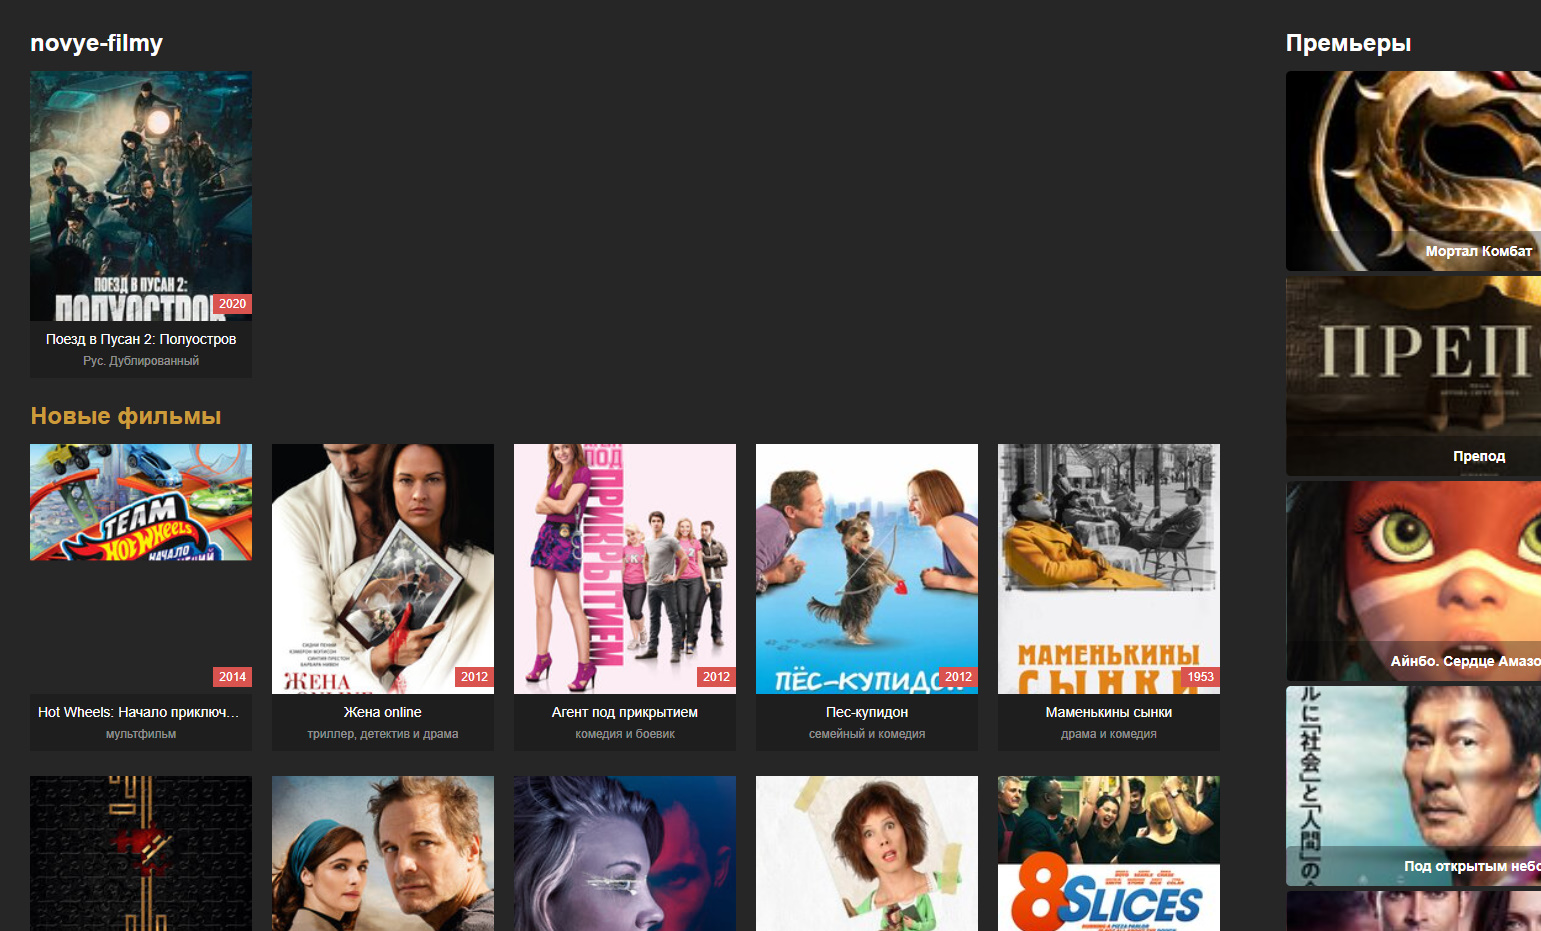 novye-filmy
ПОЕЗД В ПУСАН 2:
ПОЛУОСТРОВ
2020
Поезд в Пусан 2: Полуостров
Рус. Дублированный
Новые фильмы
TEAM
HOT WHEELS
НАЧАЛО
2014
Hot Wheels: Начало приключ...
мультфильм
ЖЕНА
2012
Жена online
триллер, детектив и драма
ПОД
ПРИКРЫТИЕМ
2012
Агент под прикрытием
комедия и боевик
ПЁС-КУПИДОН
2012
Пес-купидон
семейный и комедия
МАМЕНЬКИНЫ
СЫНКИ
1953
Маменькины сынки
драма и комедия
8 SLICES
Премьеры
Мортал Комбат
ПРЕП
Препод
Айнбо. Сердце Амазо
ルに「社会」と「人間」の
Под открытым небо